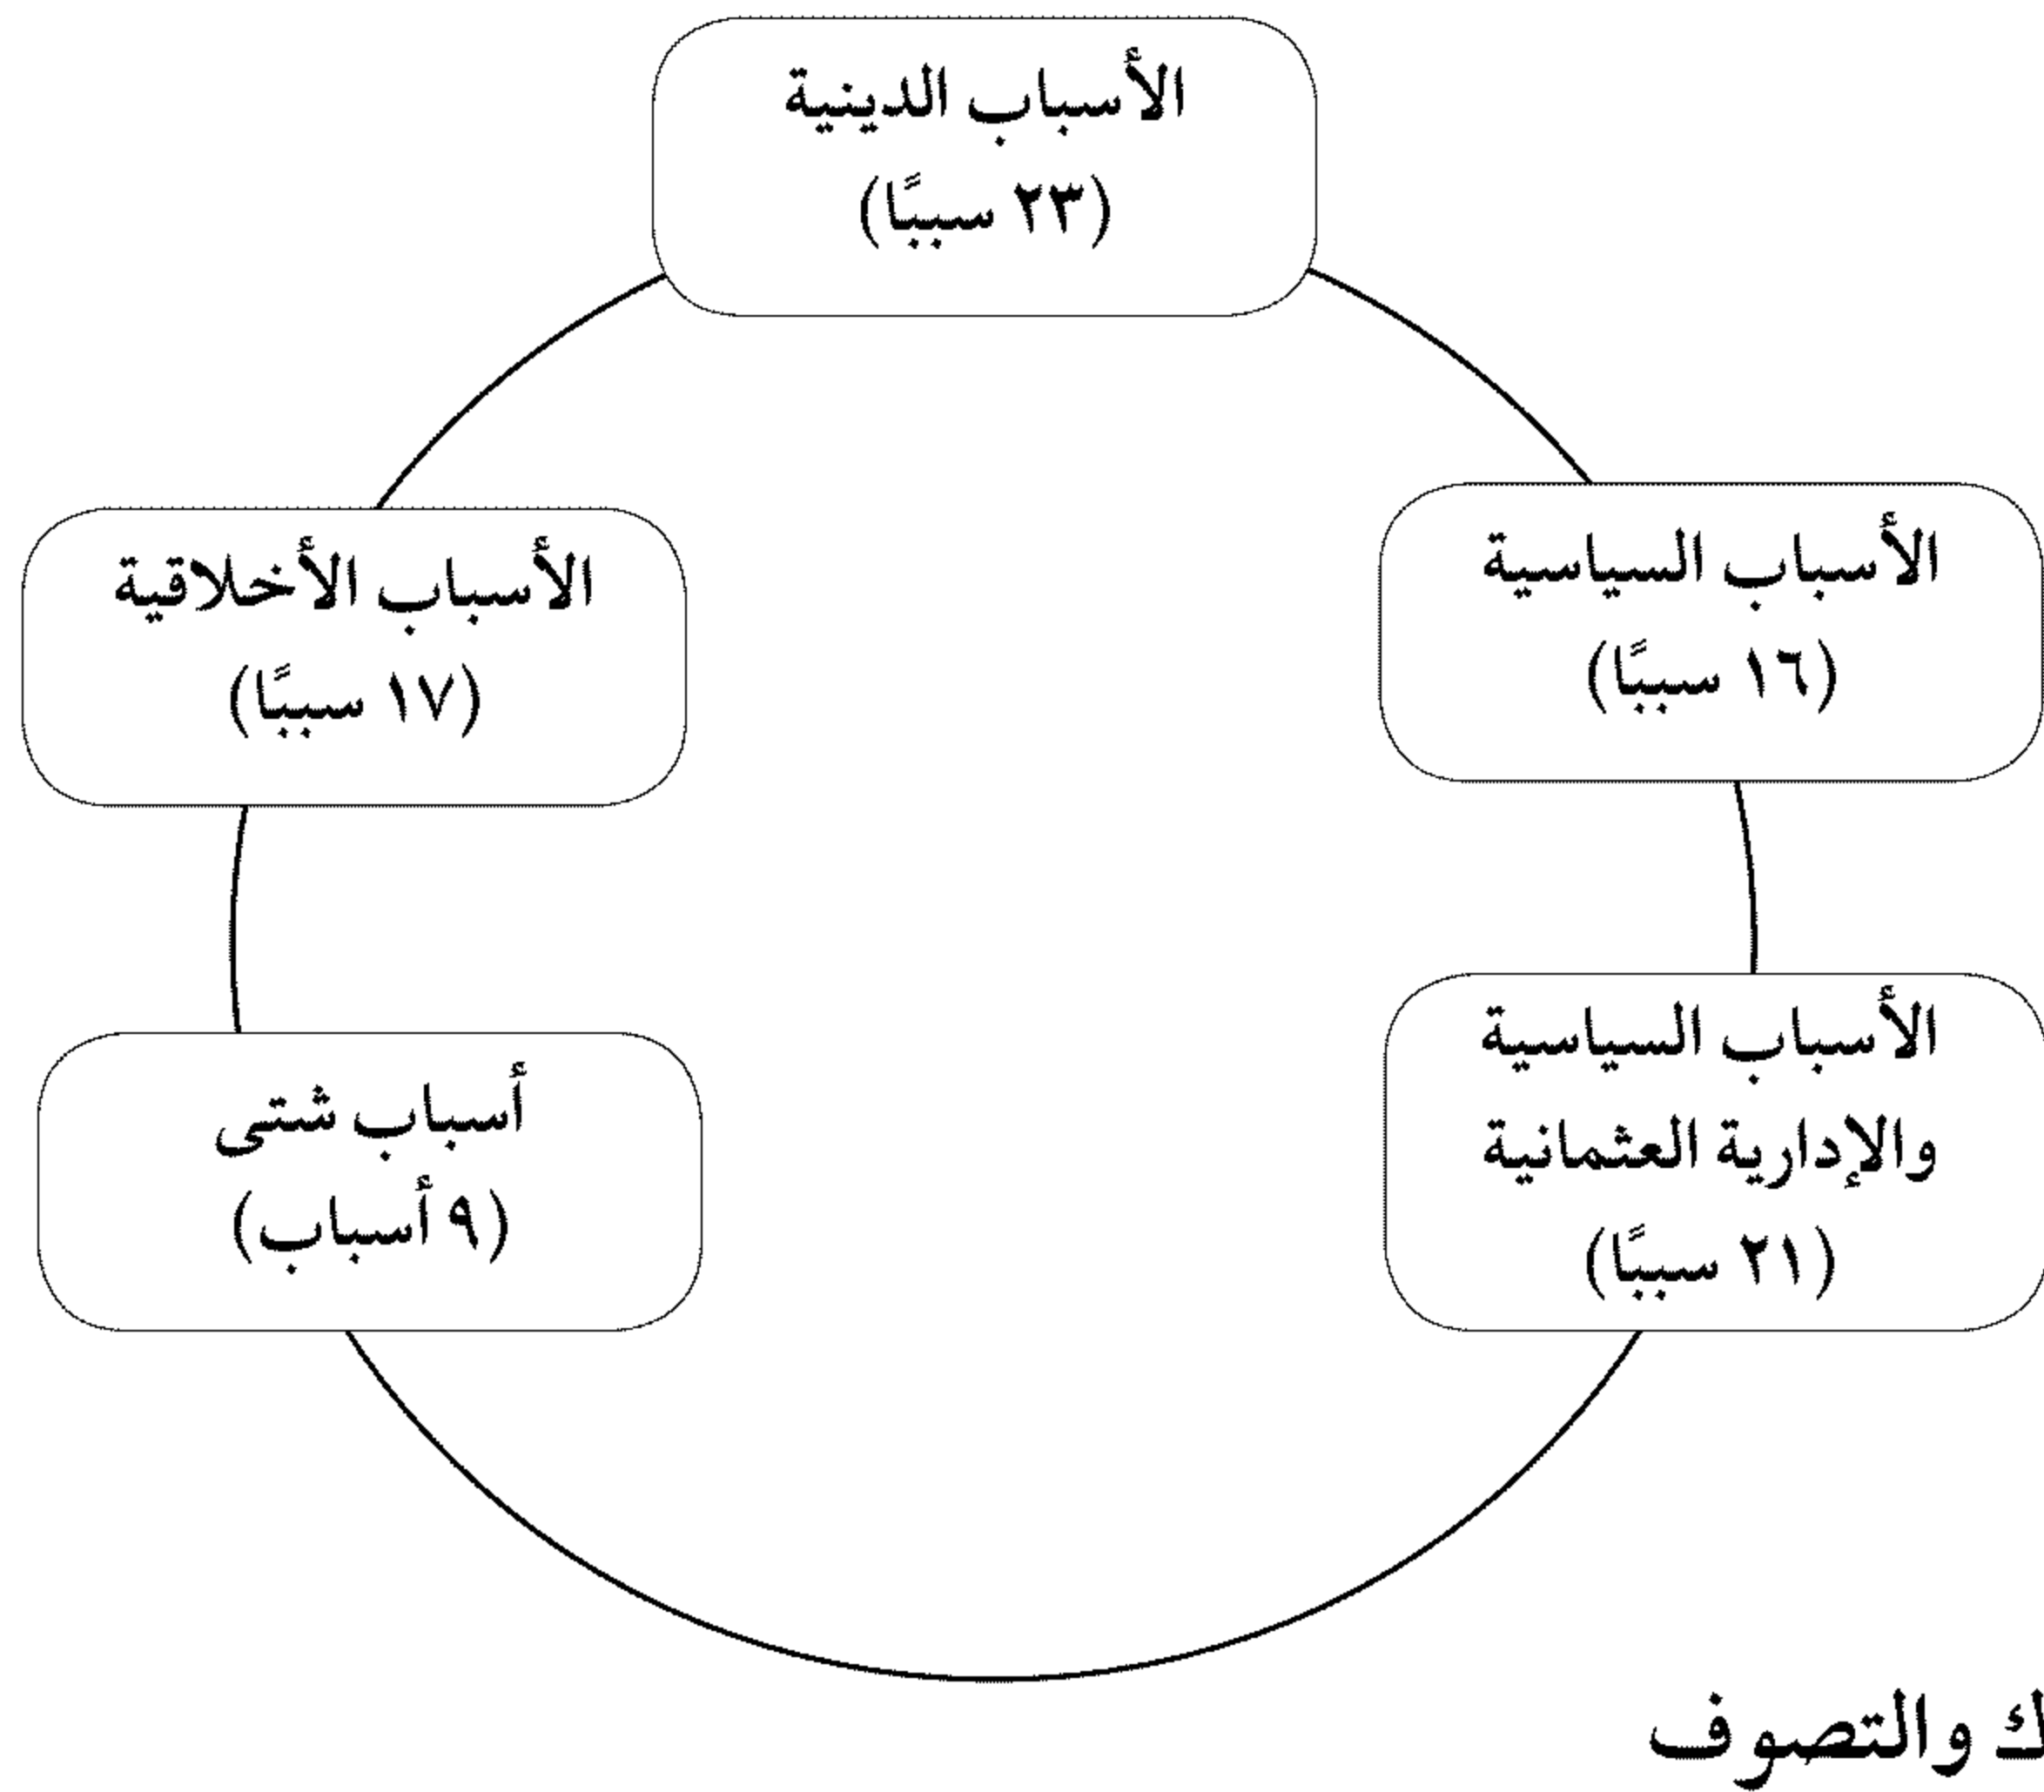 الأسباب الدينية
(٢٣ سببًا)
الأسباب السياسية
(١٦ سببًا)
الأسباب الأخلاقية
(١٧ سببًا)
الأسباب السياسية
والإدارية العثمانية
(٢١ سببًا)
أسباب شتى
(٩ أسباب)
والتصوف